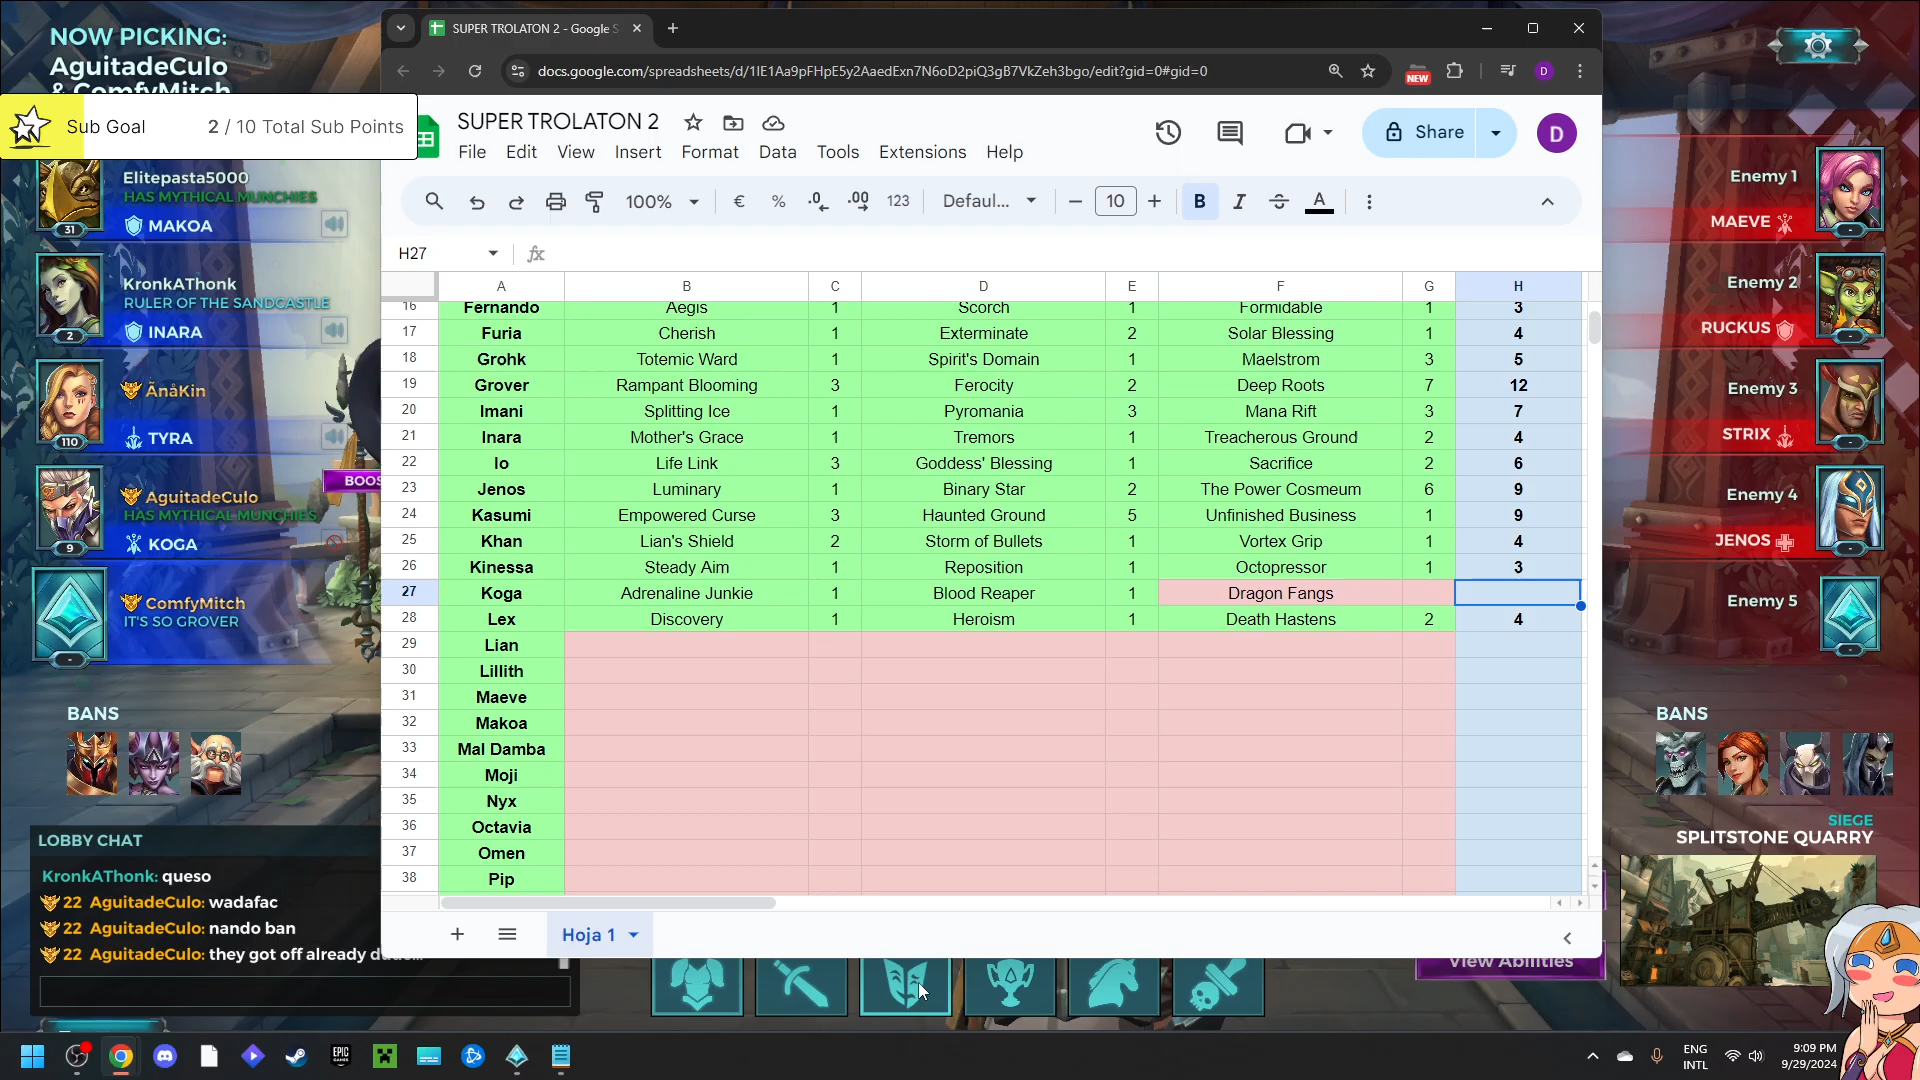 NOW PICKING:
AguitadeCulo
& ComfyMitch
Sub Goal 2 / 10 Total Sub Points
Elitepasta5000
HAS MYTHICAL MUNCHIES
31
MAKOA
KronkAThonk
RULER OF THE SANDCASTLE
2
INARA
ÃnåKin
110
TYRA
AguitadeCulo
HAS MYTHICAL MUNCHIES
9
KOGA
ComfyMitch
IT'S SO GROVER
-
BANS
LOBBY CHAT
KronkAThonk: queso
22 AguitadeCulo: wadafac
22 AguitadeCulo: nando ban
22 AguitadeCulo: they got off already
SUPER TROLATON 2 - Google S
docs.google.com/spreadsheets/d/1IE1Aa9pFHpE5y2AaedExn7N6oD2piQ3gB7VkZeh3bgo/edit?gid=0#gid=0
NEW
D
SUPER TROLATON 2
File Edit View Insert Format Data Tools Extensions Help
Share
D
100% € % .0 .00 123 Defaul... 10 B I S A
H27 fx
A B C D E F G H
16 Fernando Aegis 1 Scorch 1 Formidable 1 3
17 Furia Cherish 1 Exterminate 2 Solar Blessing 1 4
18 Grohk Totemic Ward 1 Spirit's Domain 1 Maelstrom 3 5
19 Grover Rampant Blooming 3 Ferocity 2 Deep Roots 7 12
20 Imani Splitting Ice 1 Pyromania 3 Mana Rift 3 7
21 Inara Mother's Grace 1 Tremors 1 Treacherous Ground 2 4
22 Io Life Link 3 Goddess' Blessing 1 Sacrifice 2 6
23 Jenos Luminary 1 Binary Star 2 The Power Cosmeum 6 9
24 Kasumi Empowered Curse 3 Haunted Ground 5 Unfinished Business 1 9
25 Khan Lian's Shield 2 Storm of Bullets 1 Vortex Grip 1 4
26 Kinessa Steady Aim 1 Reposition 1 Octopressor 1 3
27 Koga Adrenaline Junkie 1 Blood Reaper 1 Dragon Fangs
28 Lex Discovery 1 Heroism 1 Death Hastens 2 4
29 Lian
30 Lillith
31 Maeve
32 Makoa
33 Mal Damba
34 Moji
35 Nyx
36 Octavia
37 Omen
38 Pip
Hoja 1
BOOS
Enemy 1
MAEVE
-
Enemy 2
RUCKUS
-
Enemy 3
STRIX
-
Enemy 4
JENOS
-
Enemy 5
-
BANS
SIEGE
SPLITSTONE QUARRY
View Abilities
EPIC
GAMES
ENG
INTL
9:09 PM
9/29/2024